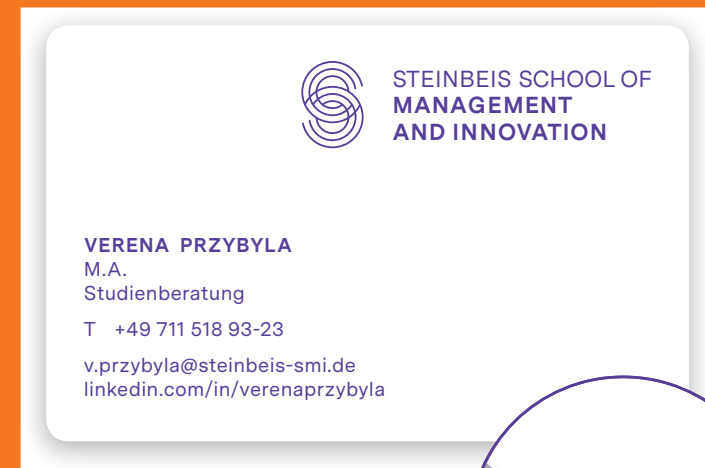 STEINBEIS SCHOOL OF
MANAGEMENT
AND INNOVATION
VERENA PRZYBYLA
M.A.
Studienberatung
T +49 711 518 93-23
v.przybyla@steinbeis-smi.de
linkedin.com/in/verenaprzybyla